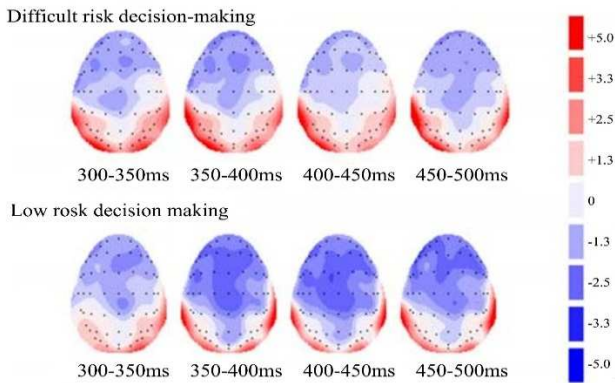 Difficult risk decision-making
300-350ms 350-400ms 400-450ms 450-500ms
Low rosk decision making
300-350ms 350-400ms 400-450ms 450-500ms
+5.0
+3.3
+2.5
+1.3
0
-1.3
-2.5
-3.3
-5.0